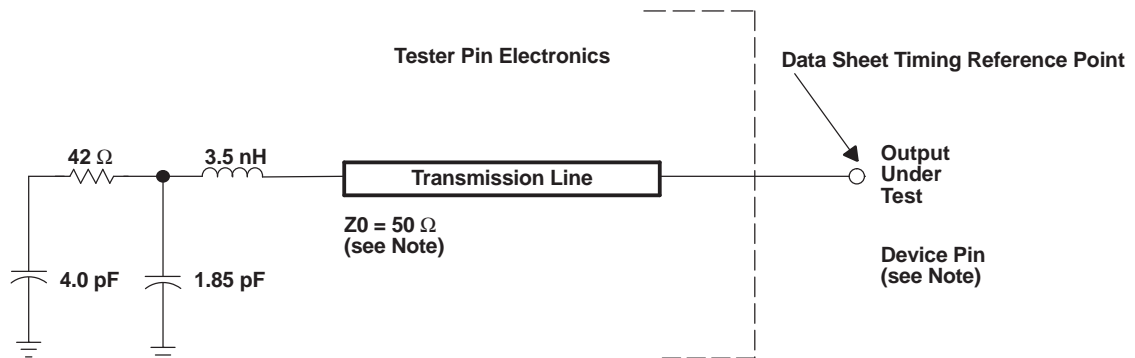 Tester Pin Electronics
Data Sheet Timing Reference Point
42 Ω
3.5 nH
Transmission Line
Output
Under
Test
Z0 = 50 Ω
(see Note)
4.0 pF
1.85 pF
Device Pin
(see Note)